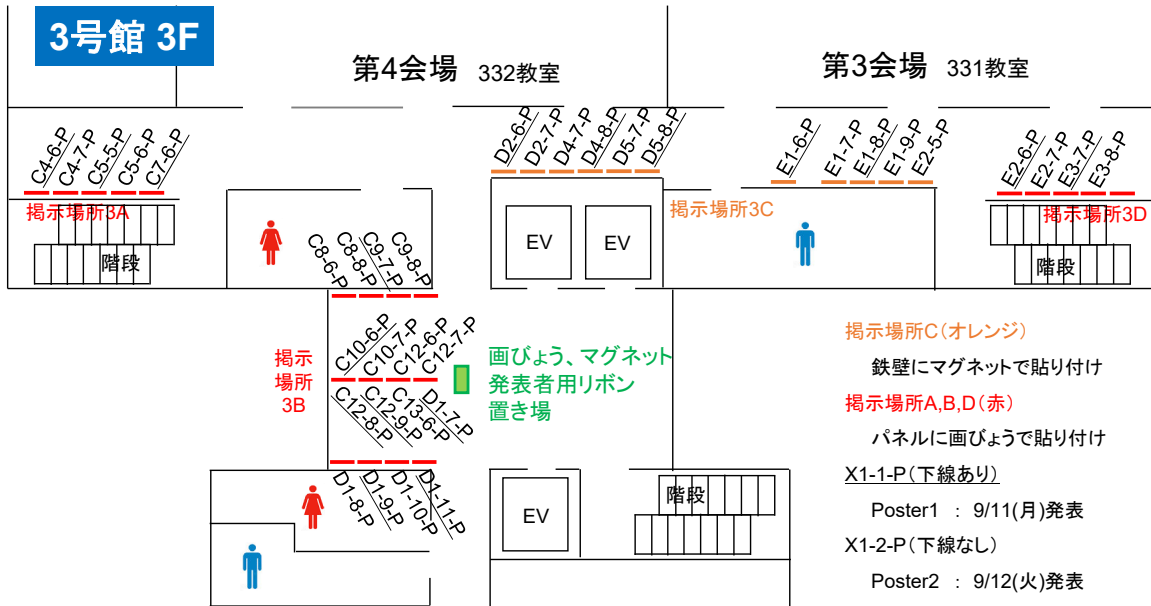 3号館 3F
第4会場 332教室
第3会場 331教室
C4-6-P
C4-7-P
C5-5-P
C5-6-P
C7-6-P
掲示場所3A
階段
D2-6-P
D2-7-P
D4-7-P
D4-8-P
D5-7-P
D5-8-P
E1-6-P
E1-7-P
E1-8-P
E1-9-P
E2-5-P
掲示場所3C
E2-6-P
E2-7-P
E3-7-P
E3-8-P
掲示場所3D
階段
EV
EV
C8-6-P
C8-8-P
C9-7-P
C9-8-P
C10-6-P
C10-7-P
C12-6-P
C12-7-P
掲示
場所
3B
C12-8-P
C12-9-P
C13-6-P
D1-7-P
D1-8-P
D1-9-P
D1-10-P
D1-11-P
画びょう、マグネット
発表者用リボン
置き場
EV
階段
掲示場所C(オレンジ)
鉄壁にマグネットで貼り付け
掲示場所A,B,D(赤)
パネルに画びょうで貼り付け
X1-1-P(下線あり)
Poster1 : 9/11(月)発表
X1-2-P(下線なし)
Poster2 : 9/12(火)発表